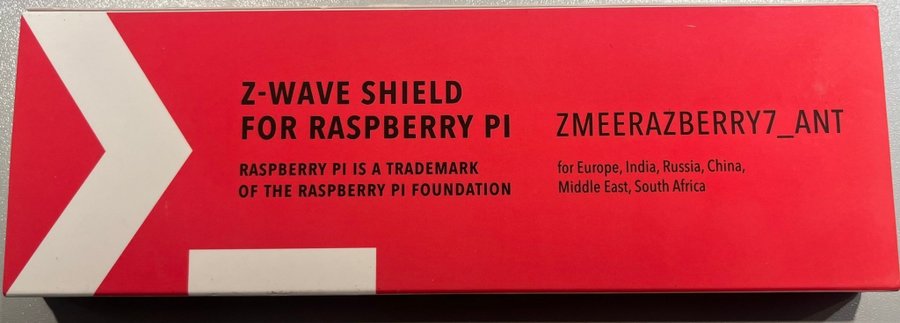 Z-WAVE SHIELD
FOR RASPBERRY PI
RASPBERRY PI IS A TRADEMARK
OF THE RASPBERRY PI FOUNDATION
ZMEERAZBERRY7_ANT
for Europe, India, Russia, China,
Middle East, South Africa